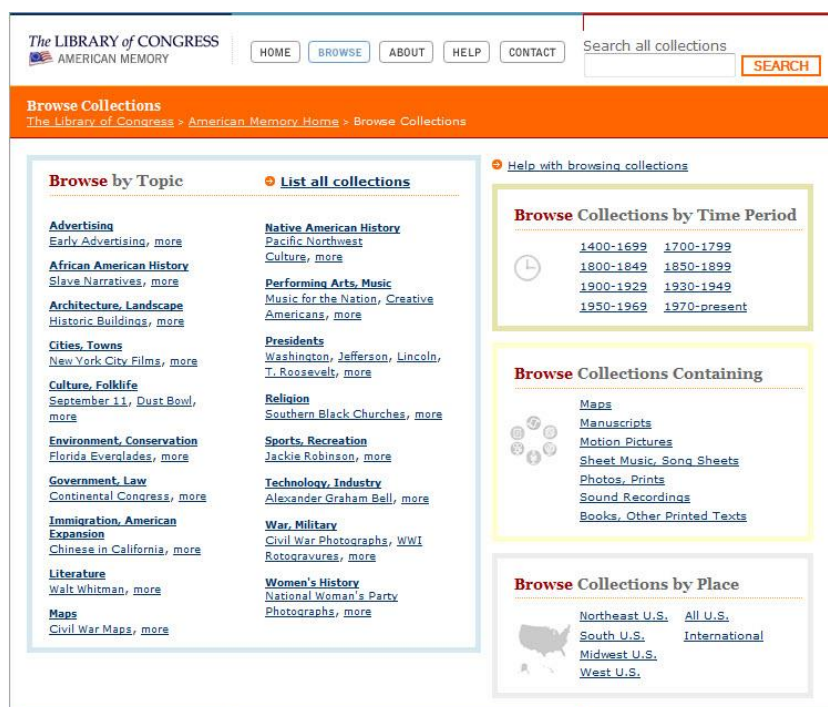 The LIBRARY of CONGRESS
AMERICAN MEMORY
HOME
BROWSE
ABOUT
HELP
CONTACT
Search all collections
SEARCH
Browse Collections
The Library of Congress > American Memory Home > Browse Collections
Browse by Topic
List all collections
Advertising
Early Advertising, more
African American History
Slave Narratives, more
Architecture, Landscape
Historic Buildings, more
Cities, Towns
New York City Films, more
Culture, Folklife
September 11, Dust Bowl,
more
Environment, Conservation
Florida Everglades, more
Government, Law
Continental Congress, more
Immigration, American
Expansion
Chinese in California, more
Literature
Walt Whitman, more
Maps
Civil War Maps, more
Native American History
Pacific Northwest
Culture, more
Performing Arts, Music
Music for the Nation, Creative
Americans, more
Presidents
Washington, Jefferson, Lincoln,
T. Roosevelt, more
Religion
Southern Black Churches, more
Sports, Recreation
Jackie Robinson, more
Technology, Industry
Alexander Graham Bell, more
War, Military
Civil War Photographs, WWI
Rotogravures, more
Women's History
National Woman's Party
Photographs, more
Help with browsing collections
Browse Collections by Time Period
1400-1699 1700-1799
1800-1849 1850-1899
1900-1929 1930-1949
1950-1969 1970-present
Browse Collections Containing
Maps
Manuscripts
Motion Pictures
Sheet Music, Song Sheets
Photos, Prints
Sound Recordings
Books, Other Printed Texts
Browse Collections by Place
Northeast U.S. All U.S.
South U.S. International
Midwest U.S.
West U.S.